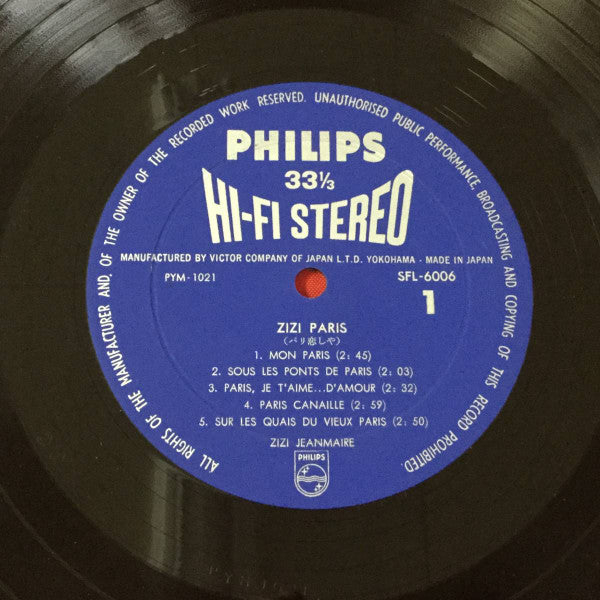 ALL RIGHTS OF THE MANUFACTURER AND, OF THE OWNER OF THE RECORDED WORK RESERVED. UNAUTHORISED PUBLIC PERFORMANCE, BROADCASTING AND COPYING OF THIS RECORD PROHIBITED.
PHILIPS
33⅓
HI-FI STEREO
MANUFACTURED BY VICTOR COMPANY OF JAPAN L.T.D. YOKOHAMA · MADE IN JAPAN
PYM-1021
SFL-6006
1
ZIZI PARIS
(パリ恋しや)
1. MON PARIS (2: 45)
2. SOUS LES PONTS DE PARIS (2: 03)
3. PARIS, JE T'AIME...D'AMOUR (2: 32)
4. PARIS CANAILLE (2: 59)
5. SUR LES QUAIS DU VIEUX PARIS (2: 50)
ZIZI JEANMAIRE
PHILIPS